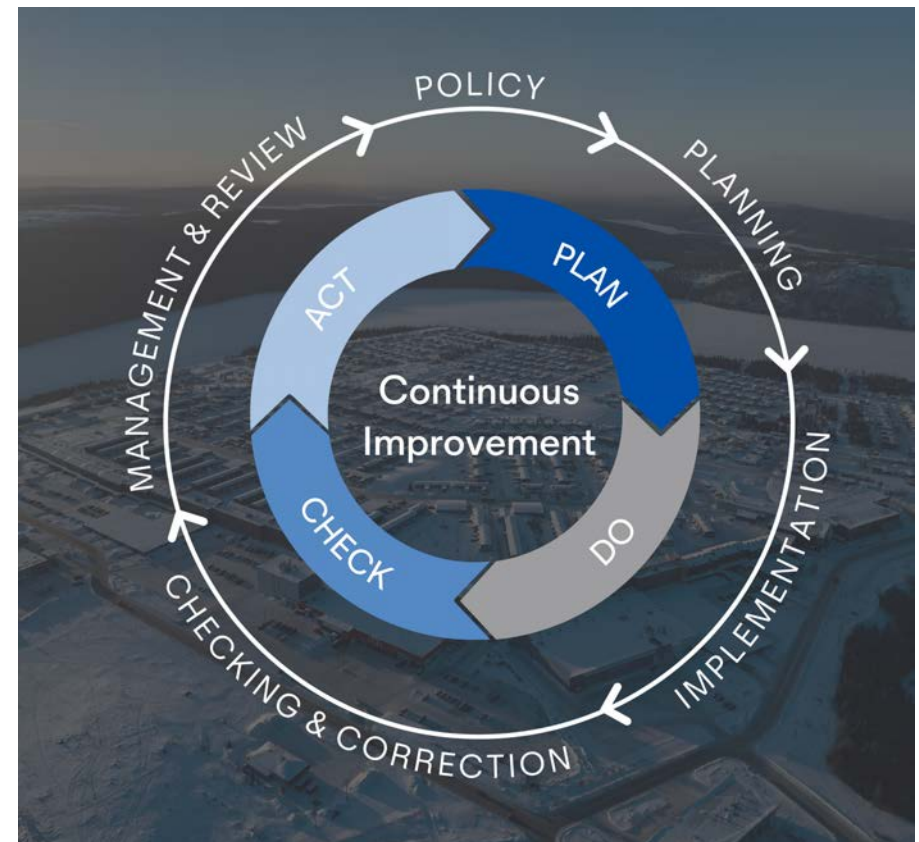 POLICY
PLANNING
IMPLEMENTATION
CHECKING & CORRECTION
MANAGEMENT & REVIEW
PLAN
DO
CHECK
ACT
Continuous
Improvement